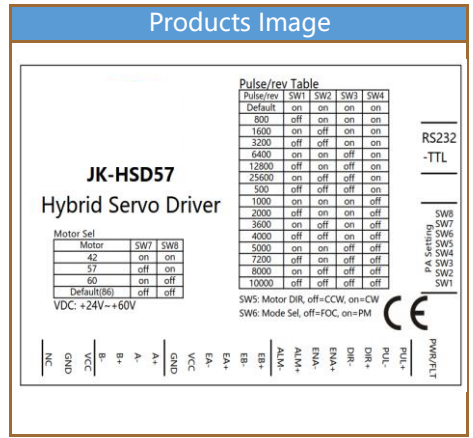 Products Image
Pulse/rev Table
Pulse/rev SW1 SW2 SW3 SW4
Default on on on on
800 off on on on
1600 on off on on
3200 off off on on
6400 on on off on
12800 off on off on
25600 on off off on
500 off off off on
1000 on on on off
2000 off on on off
3600 on off on off
4000 off off on off
5000 on on off off
7200 off on off off
8000 on off off off
10000 off off off off
RS232
-TTL
JK-HSD57
Hybrid Servo Driver
Motor Sel
Motor SW7 SW8
42 on on
57 off on
60 on off
Default(86) off off
VDC: +24V~+60V
SW5: Motor DIR, off=CCW, on=CW
SW6: Mode Sel, off=FOC, on=PM
CE
PA Setting
SW8
SW7
SW6
SW5
SW4
SW3
SW2
SW1
NC
GND
VCC
B-
B+
A-
A+
GND
VCC
EA-
EA+
EB-
EB+
ALM-
ALM+
ENA-
ENA+
DIR-
DIR+
PUL-
PUL+
PWR/FLT